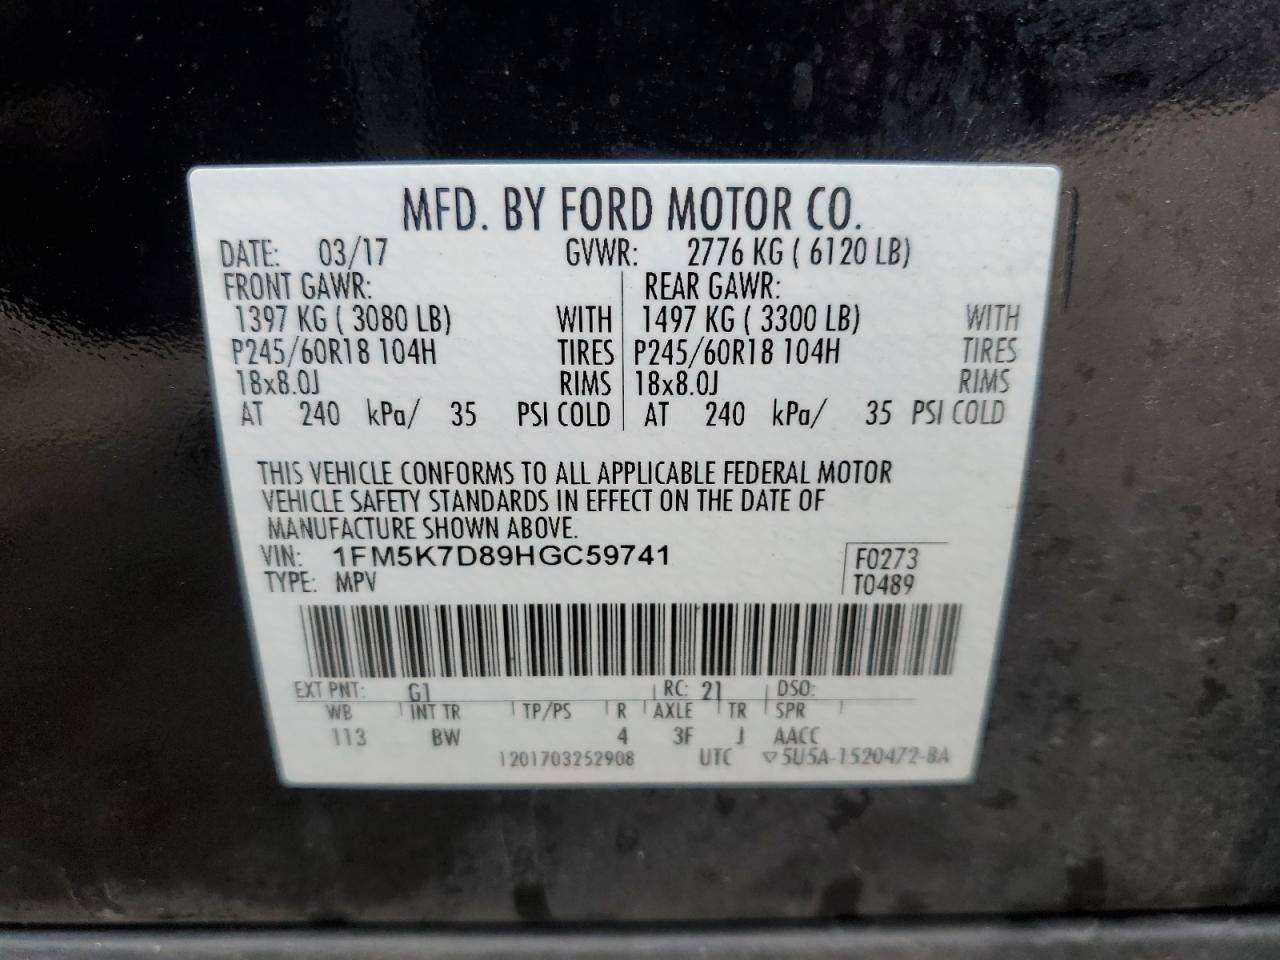 MFD. BY FORD MOTOR CO.
DATE: 03/17 GVWR: 2776 KG ( 6120 LB)
FRONT GAWR: REAR GAWR:
1397 KG ( 3080 LB) WITH 1497 KG ( 3300 LB) WITH
P245/60R18 104H TIRES P245/60R18 104H TIRES
18x8.0J RIMS 18x8.0J RIMS
AT 240 kPa/ 35 PSI COLD AT 240 kPa/ 35 PSI COLD
THIS VEHICLE CONFORMS TO ALL APPLICABLE FEDERAL MOTOR
VEHICLE SAFETY STANDARDS IN EFFECT ON THE DATE OF
MANUFACTURE SHOWN ABOVE.
VIN: 1FM5K7D89HGC59741 F0273
TYPE: MPV T0489
EXT PNT: G1 RC: 21 DSO:
WB INT TR TP/PS R AXLE TR SPR
113 BW 4 3F J AACC
1201703252908 UTC ▽5U5A-1520472-BA